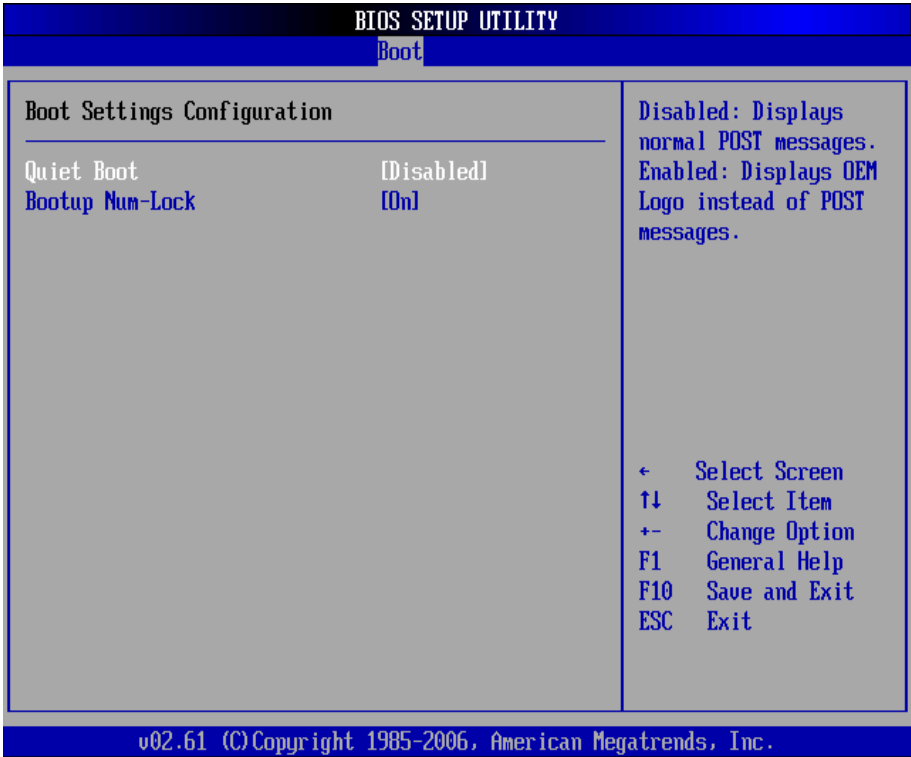 BIOS SETUP UTILITY
Boot
Boot Settings Configuration
Quiet Boot [Disabled]
Bootup Num-Lock [On]
Disabled: Displays
normal POST messages.
Enabled: Displays OEM
Logo instead of POST
messages.
← Select Screen
↑↓ Select Item
+- Change Option
F1 General Help
F10 Save and Exit
ESC Exit
v02.61 (C)Copyright 1985-2006, American Megatrends, Inc.